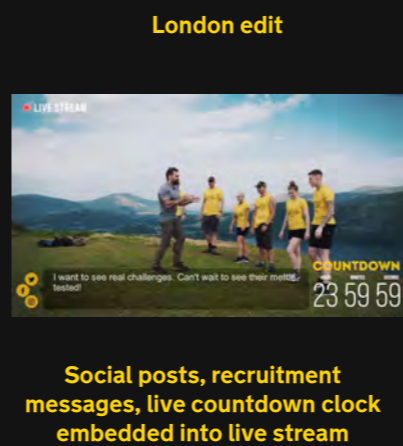 London edit
LIVE STREAM
I want to see real challenges. Can't wait to see their mettle
tested!
COUNTDOWN
23 59 59
Social posts, recruitment
messages, live countdown clock
embedded into live stream